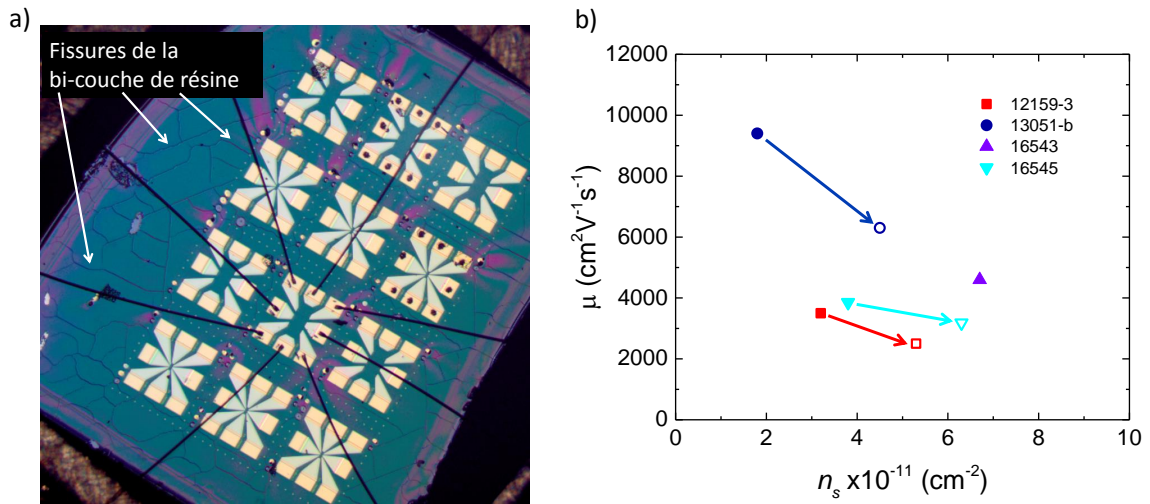 a)
Fissures de la
bi-couche de résine
b)
12000
10000
8000
6000
4000
2000
0
μ (cm²V⁻¹s⁻¹)
12159-3
13051-b
16543
16545
0 2 4 6 8 10
nₛ x10⁻¹¹ (cm⁻²)